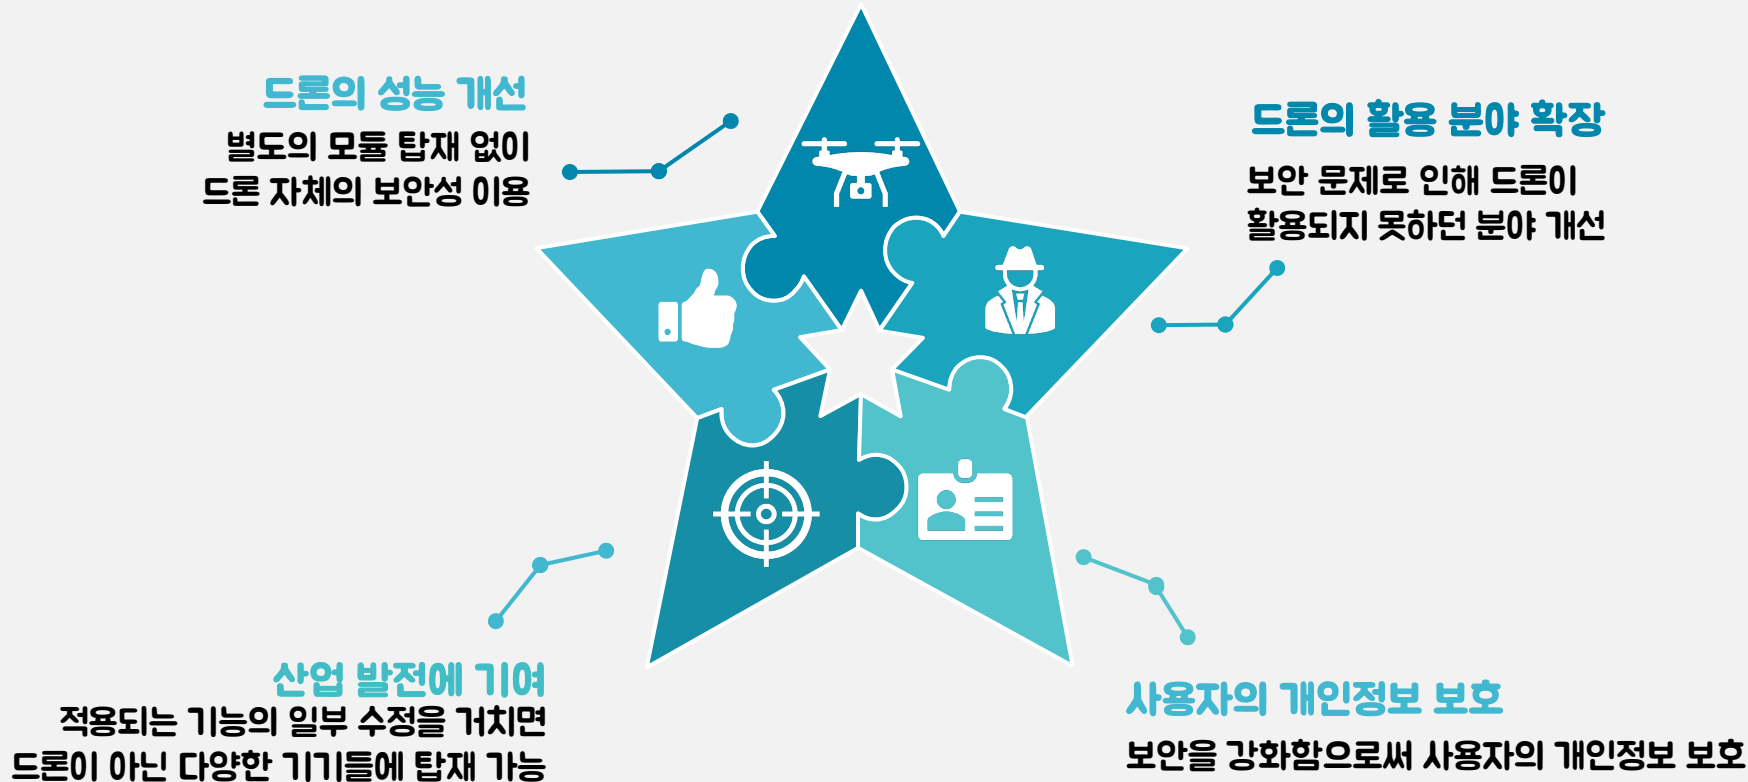 드론의 성능 개선
별도의 모듈 탑재 없이
드론 자체의 보안성 이용
드론의 활용 분야 확장
보안 문제로 인해 드론이
활용되지 못하던 분야 개선
산업 발전에 기여
적용되는 기능의 일부 수정을 거치면
드론이 아닌 다양한 기기들에 탑재 가능
사용자의 개인정보 보호
보안을 강화함으로써 사용자의 개인정보 보호